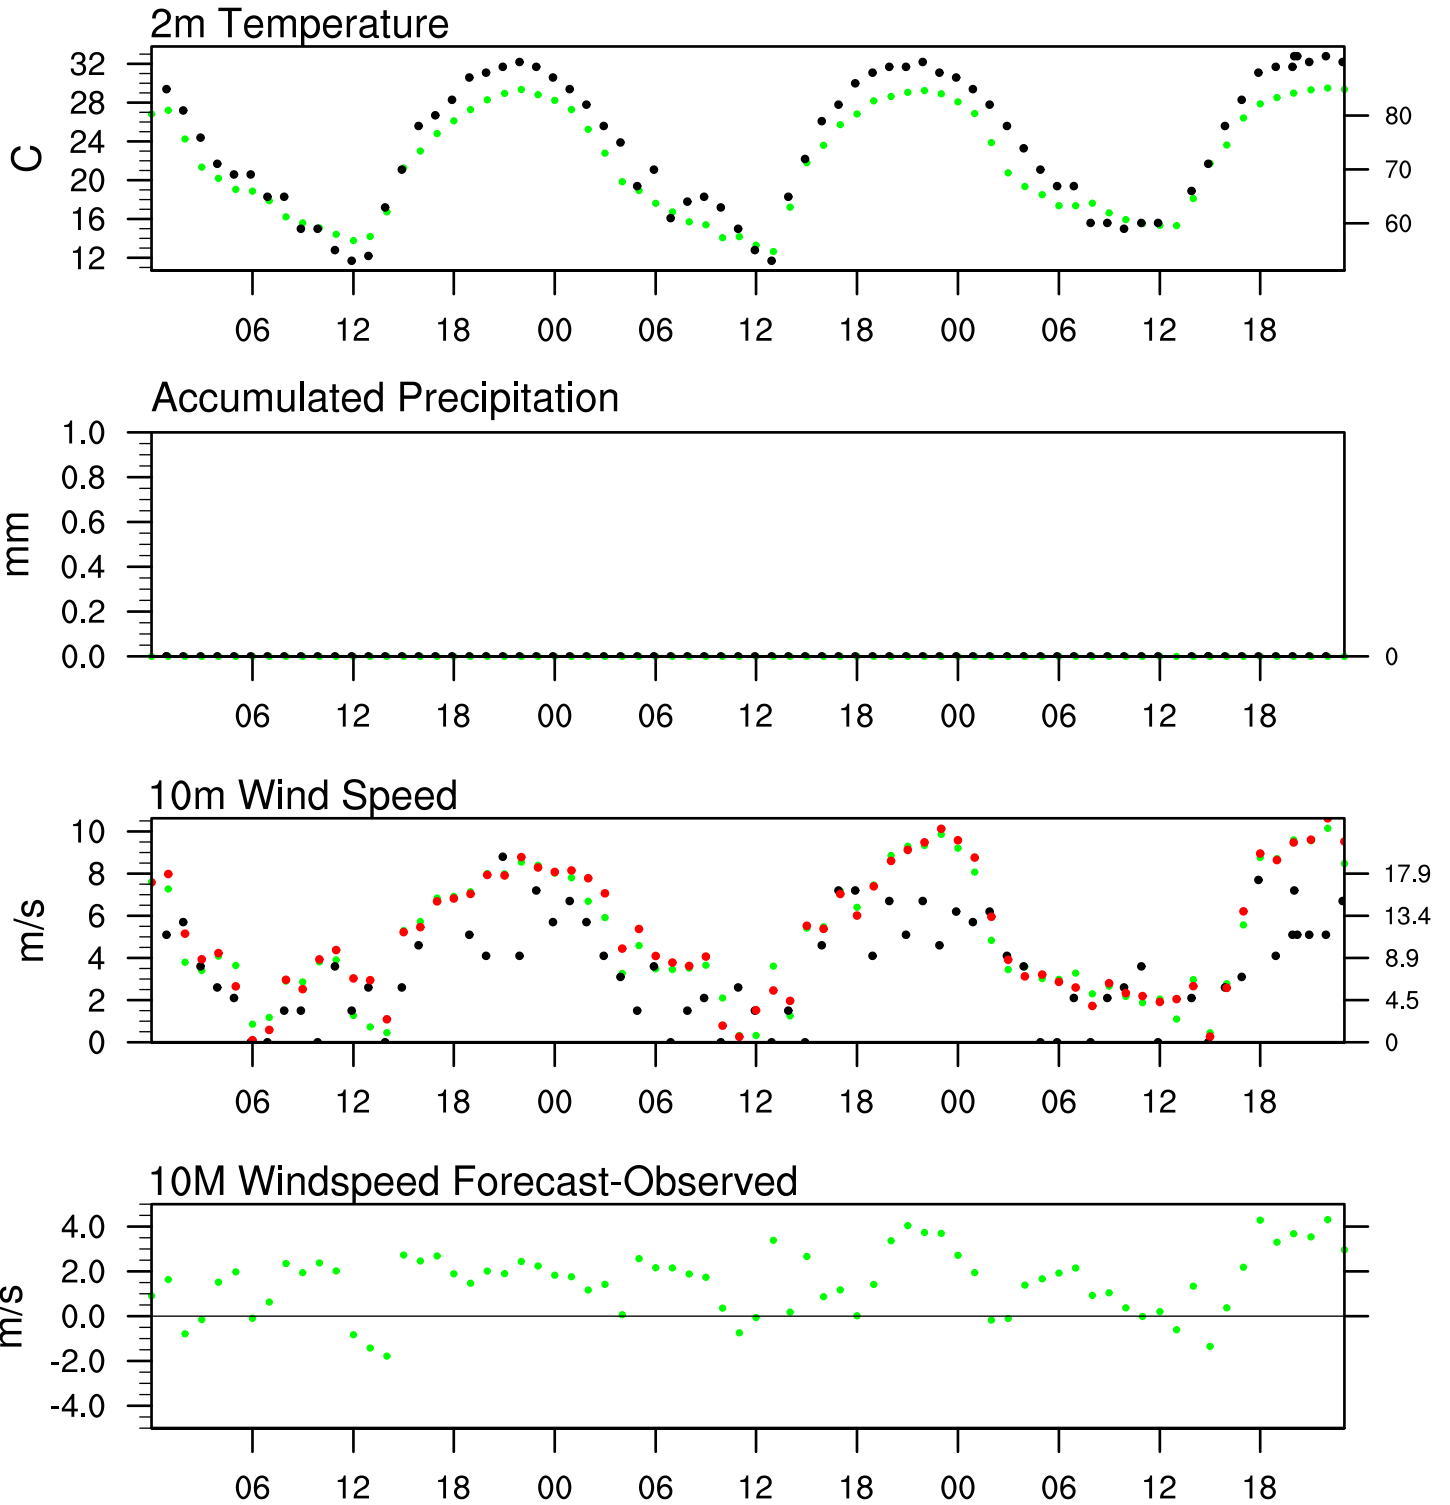 2m Temperature
32
28
24
20
16
12
C
80
70
60
06 12 18 00 06 12 18 00 06 12 18
Accumulated Precipitation
1.0
0.8
0.6
0.4
0.2
0.0
mm
0
06 12 18 00 06 12 18 00 06 12 18
10m Wind Speed
10
8
6
4
2
0
m/s
17.9
13.4
8.9
4.5
0
06 12 18 00 06 12 18 00 06 12 18
10M Windspeed Forecast-Observed
4.0
2.0
0.0
-2.0
-4.0
m/s
06 12 18 00 06 12 18 00 06 12 18